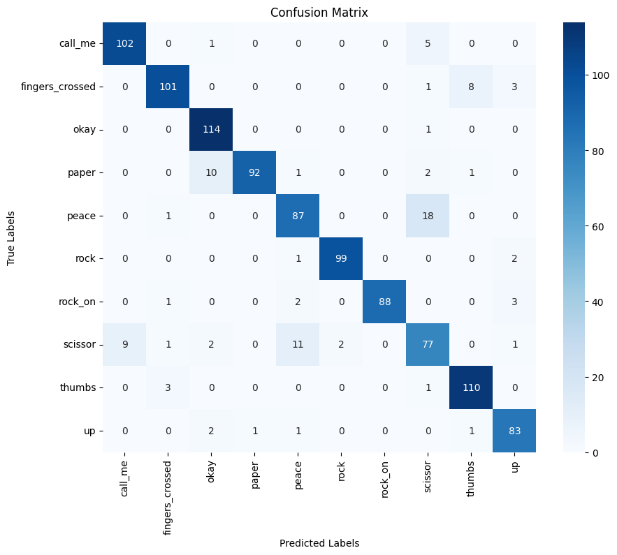 Confusion Matrix
call_me 102 0 1 0 0 0 0 5 0 0
fingers_crossed 0 101 0 0 0 0 0 1 8 3
okay 0 0 114 0 0 0 0 1 0 0
paper 0 0 10 92 1 0 0 2 1 0
peace 0 1 0 0 87 0 0 18 0 0
rock 0 0 0 0 1 99 0 0 0 2
rock_on 0 1 0 0 2 0 88 0 0 3
scissor 9 1 2 0 11 2 0 77 0 1
thumbs 0 3 0 0 0 0 0 1 110 0
up 0 0 2 1 1 0 0 0 1 83
True Labels
call_me fingers_crossed okay paper peace rock rock_on scissor thumbs up
Predicted Labels
100
80
60
40
20
0